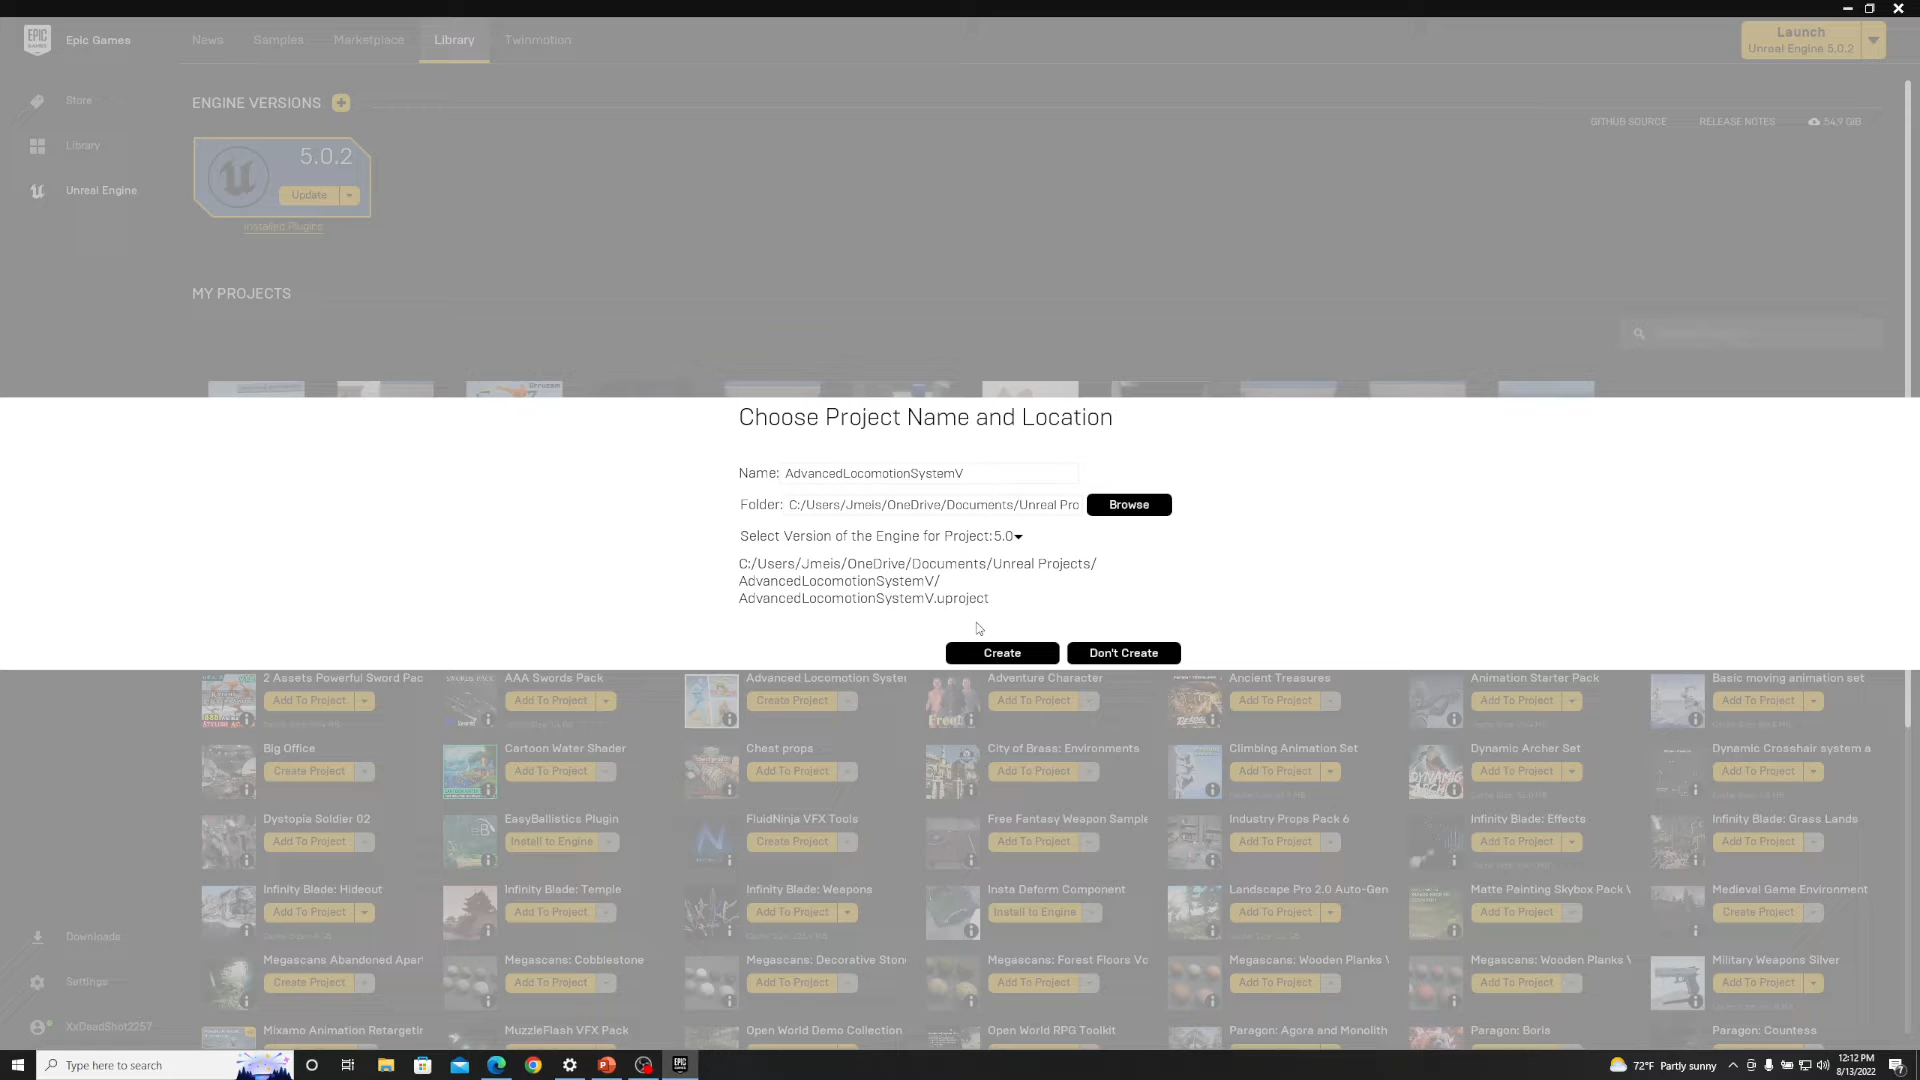 Epic Games
News
Samples
Marketplace
Library
Twinmotion
Launch
Unreal Engine 5.0.2
Store
Library
Unreal Engine
ENGINE VERSIONS
GITHUB SOURCE
RELEASE NOTES
54.9 GIB
5.0.2
Update
Installed Plugins
MY PROJECTS
Choose Project Name and Location
Name: AdvancedLocomotionSystemV
Folder: C:/Users/Jmeis/OneDrive/Documents/Unreal Pro
Browse
Select Version of the Engine for Project:5.0
C:/Users/Jmeis/OneDrive/Documents/Unreal Projects/
AdvancedLocomotionSystemV/
AdvancedLocomotionSystemV.uproject
Create
Don't Create
2 Assets Powerful Sword Pac
Add To Project
AAA Swords Pack
Add To Project
Advanced Locomotion System
Create Project
Adventure Character
Add To Project
Ancient Treasures
Add To Project
Animation Starter Pack
Add To Project
Basic moving animation set
Add To Project
Big Office
Create Project
Cartoon Water Shader
Add To Project
Chest props
Add To Project
City of Brass: Environments
Add To Project
Climbing Animation Set
Add To Project
Dynamic Archer Set
Add To Project
Dynamic Crosshair system a
Add To Project
Dystopia Soldier 02
Add To Project
EasyBallistics Plugin
Install to Engine
FluidNinja VFX Tools
Create Project
Free Fantasy Weapon Sample
Add To Project
Industry Props Pack 6
Add To Project
Infinity Blade: Effects
Add To Project
Infinity Blade: Grass Lands
Add To Project
Infinity Blade: Hideout
Add To Project
Infinity Blade: Temple
Add To Project
Infinity Blade: Weapons
Add To Project
Insta Deform Component
Install to Engine
Landscape Pro 2.0 Auto-Gen
Add To Project
Matte Painting Skybox Pack V
Add To Project
Medieval Game Environment
Create Project
Megascans Abandoned Apar
Create Project
Megascans: Cobblestone
Add To Project
Megascans: Decorative Ston
Add To Project
Megascans: Forest Floors Vo
Add To Project
Megascans: Wooden Planks V
Add To Project
Megascans: Wooden Planks V
Add To Project
Military Weapons Silver
Add To Project
Mixamo Animation Retargetin
MuzzleFlash VFX Pack
Open World Demo Collection
Open World RPG Toolkit
Paragon: Agora and Monolith
Paragon: Boris
Paragon: Countess
Downloads
Settings
XxDeadShot2257
Type here to search
72°F Partly sunny
12:12 PM
8/13/2022